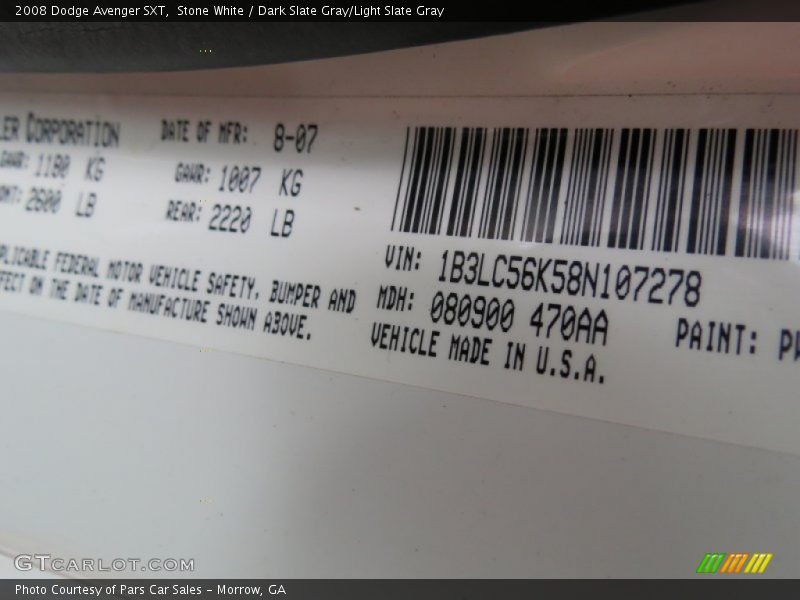 2008 Dodge Avenger SXT,  Stone White / Dark Slate Gray/Light Slate Gray
LER CORPORATION DATE OF MFR: 8-07
GAWR: 1180 KG GAWR: 1007 KG
ONT: 2600 LB REAR: 2220 LB
PPLICABLE FEDERAL MOTOR VEHICLE SAFETY, BUMPER AND
FFECT ON THE DATE OF MANUFACTURE SHOWN ABOVE.
VIN: 1B3LC56K58N107278
MDH: 080900 470AA PAINT: PW
VEHICLE MADE IN U.S.A.
GTCARLOT.COM
Photo Courtesy of Pars Car Sales - Morrow, GA